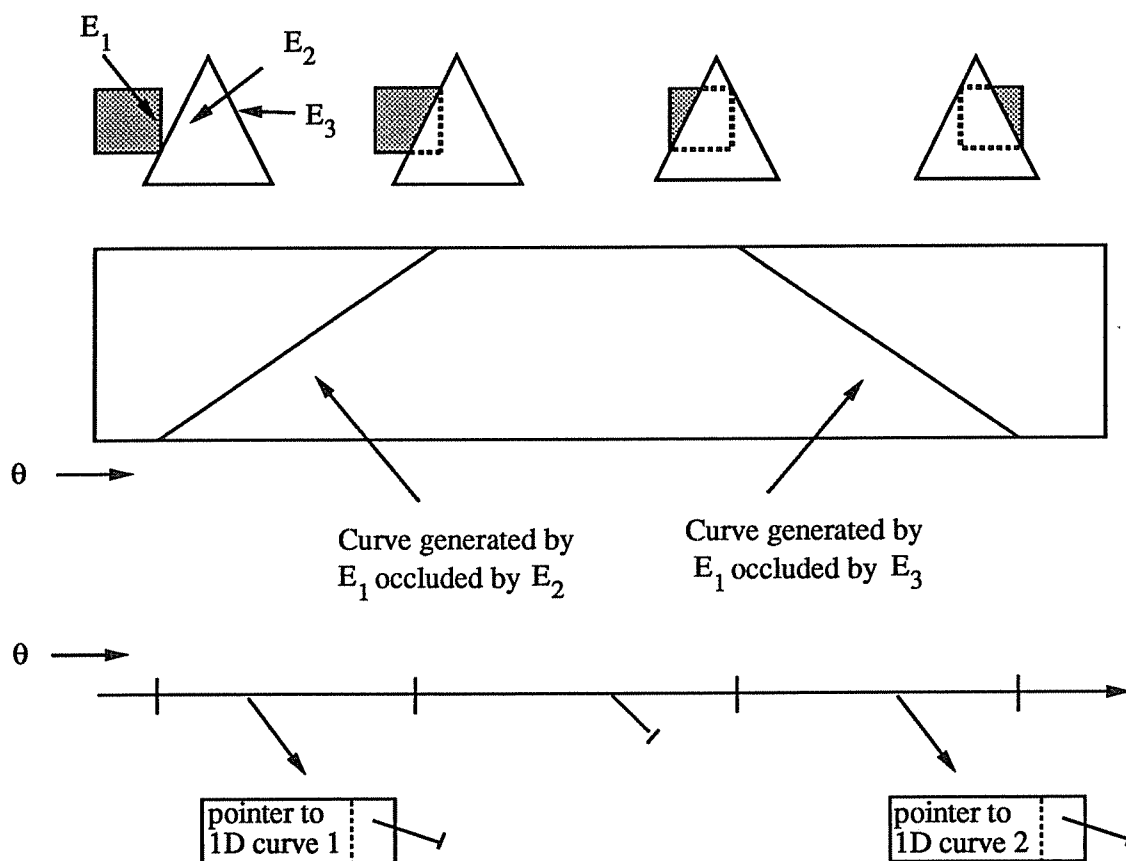 E1
E2
E3
θ
Curve generated by
E1 occluded by E2
Curve generated by
E1 occluded by E3
θ
pointer to
1D curve 1
pointer to
1D curve 2